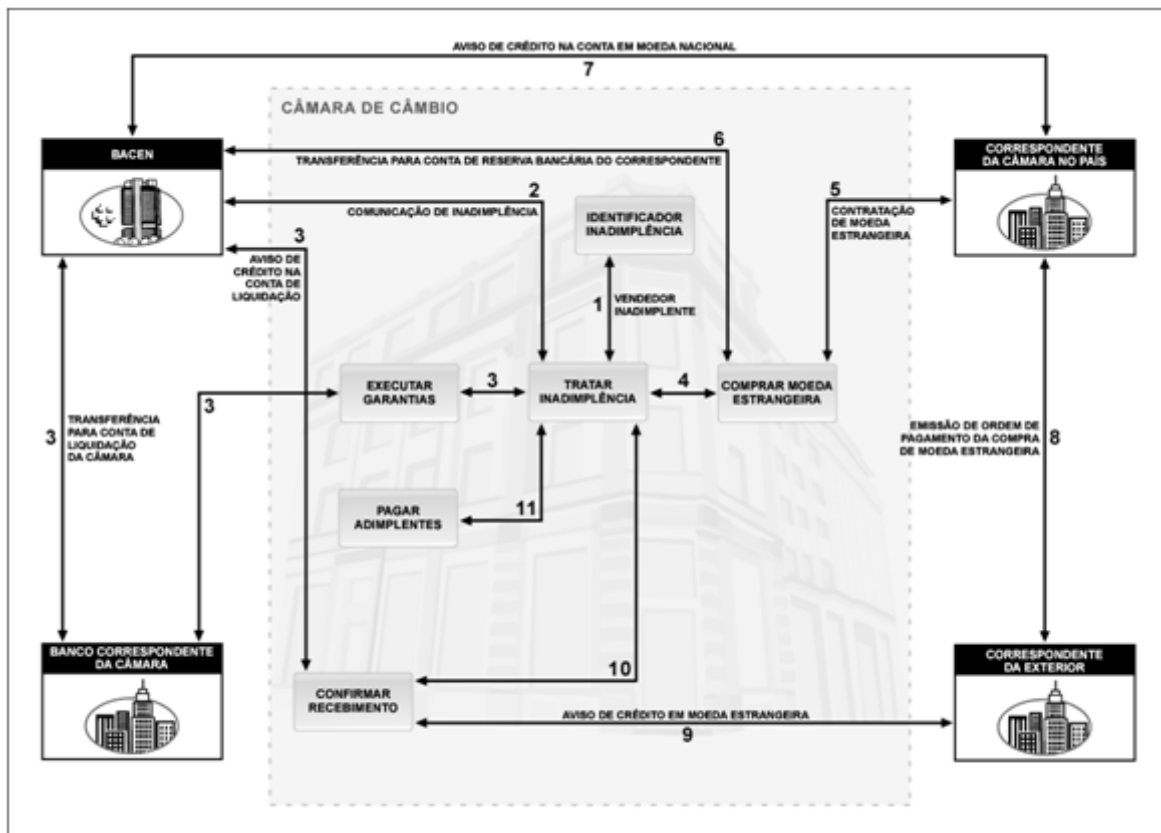 AVISO DE CRÉDITO NA CONTA EM MOEDA NACIONAL
7
CÂMARA DE CÂMBIO
BACEN
6
TRANSFERÊNCIA PARA CONTA DE RESERVA BANCÁRIA DO CORRESPONDENTE
CORRESPONDENTE
DA CÂMARA NO PAÍS
2
COMUNICAÇÃO DE INADIMPLÊNCIA
5
CONTRATAÇÃO
DE MOEDA
ESTRANGEIRA
IDENTIFICADOR
INADIMPLÊNCIA
3
AVISO DE
CRÉDITO NA
CONTA DE
LIQUIDAÇÃO
1
VENDEDOR
INADIMPLENTE
EXECUTAR
GARANTIAS
3
TRATAR
INADIMPLÊNCIA
4
COMPRAR MOEDA
ESTRANGEIRA
3
3
TRANSFERÊNCIA
PARA CONTA DE
LIQUIDAÇÃO
DA CÂMARA
EMISSÃO DE ORDEM DE
PAGAMENTO DA COMPRA
DE MOEDA ESTRANGEIRA
8
PAGAR
ADIMPLENTES
11
BANCO CORRESPONDENTE
DA CÂMARA
CORRESPONDENTE
DA EXTERIOR
10
CONFIRMAR
RECEBIMENTO
AVISO DE CRÉDITO EM MOEDA ESTRANGEIRA
9